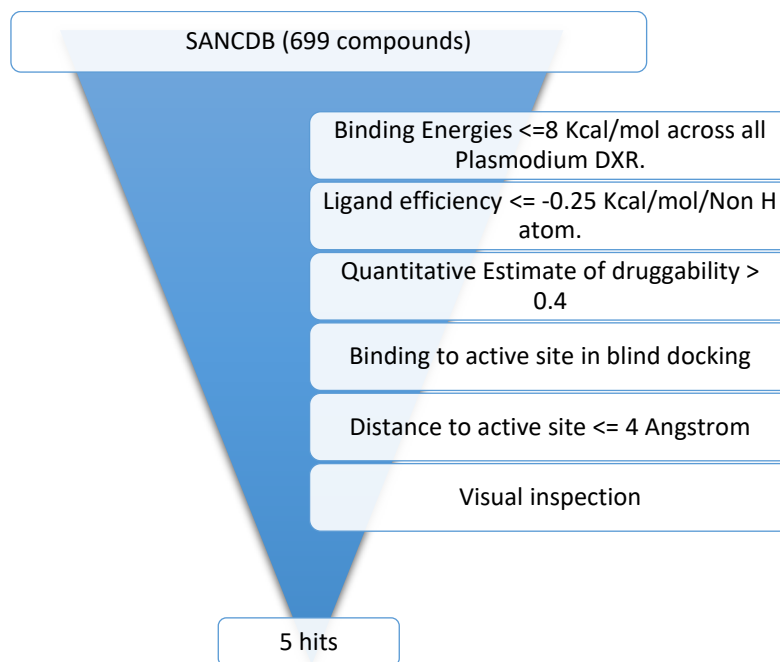 SANCDB (699 compounds)
Binding Energies <=8 Kcal/mol across all
Plasmodium DXR.
Ligand efficiency <= -0.25 Kcal/mol/Non H
atom.
Quantitative Estimate of druggability >
0.4
Binding to active site in blind docking
Distance to active site <= 4 Angstrom
Visual inspection
5 hits